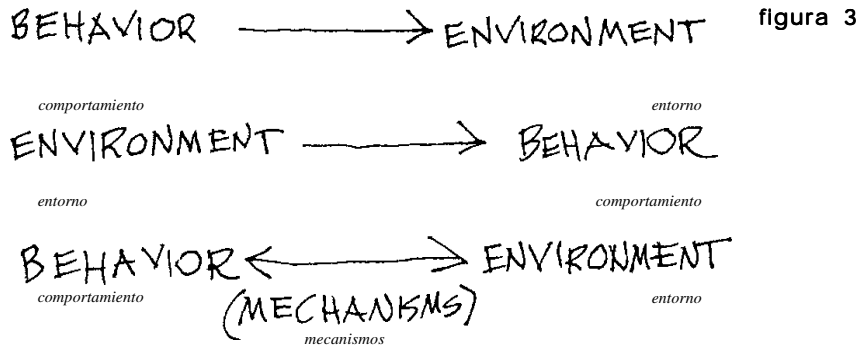 BEHAVIOR → ENVIRONMENT figura 3
comportamiento entorno
ENVIRONMENT → BEHAVIOR
entorno comportamiento
BEHAVIOR ↔ ENVIRONMENT
comportamiento (MECHANISMS) entorno
mecanismos